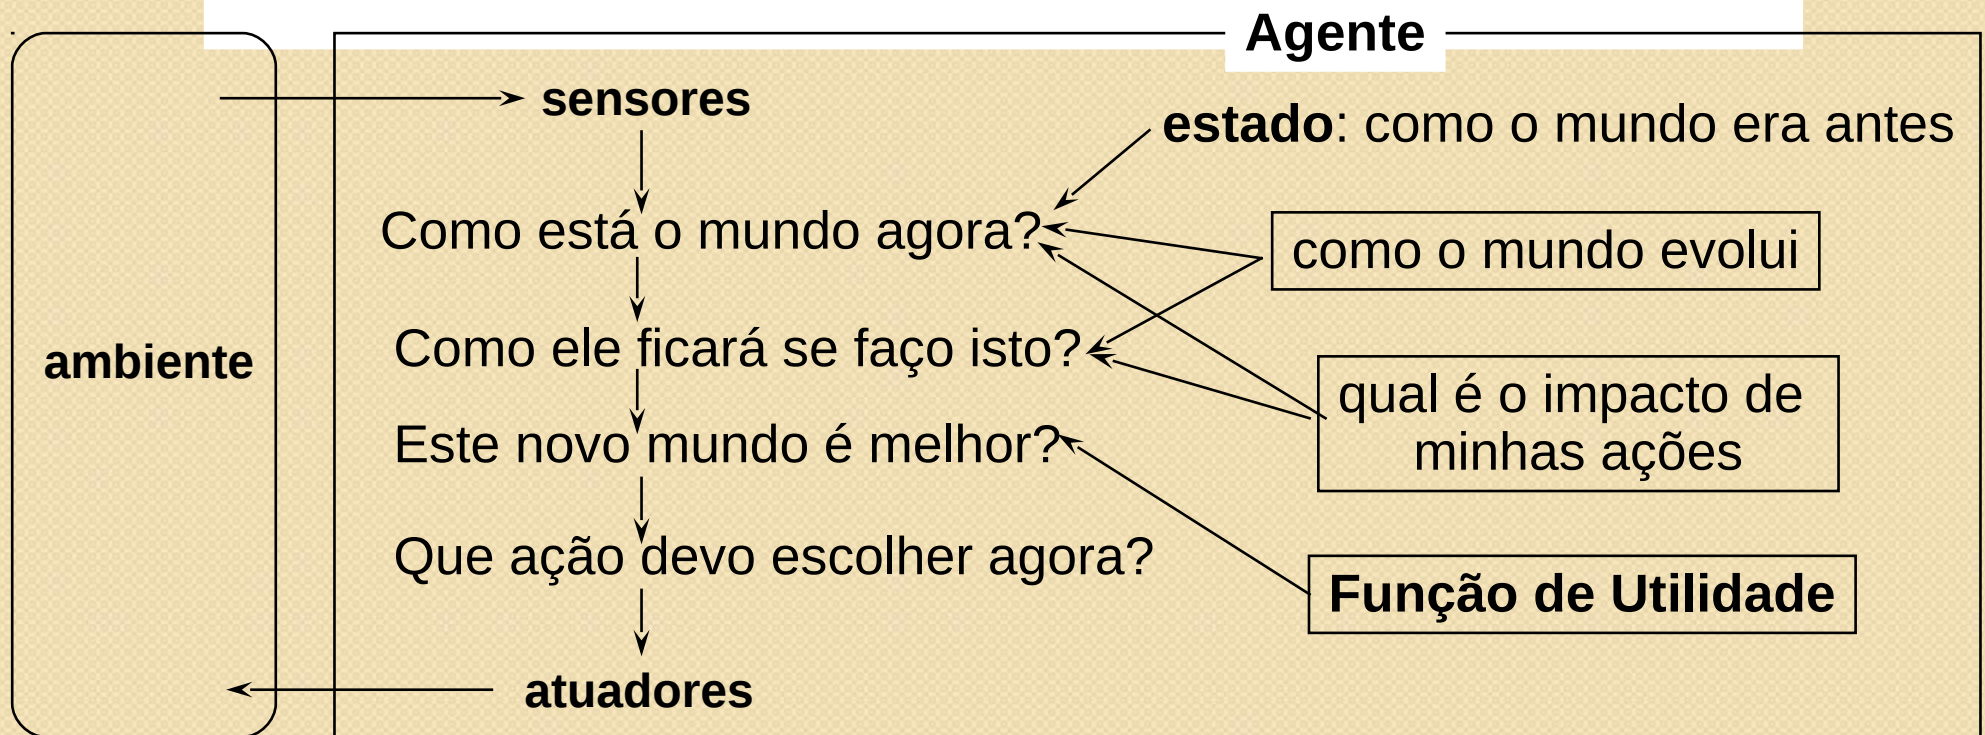 Agente
sensores
estado: como o mundo era antes
Como está o mundo agora?
como o mundo evolui
Como ele ficará se faço isto?
ambiente
qual é o impacto de
minhas ações
Este novo mundo é melhor?
Que ação devo escolher agora?
Função de Utilidade
atuadores